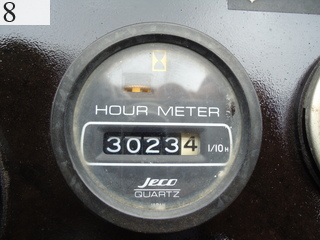 8
HOUR METER
30234 1/10H
Jeco
QUARTZ